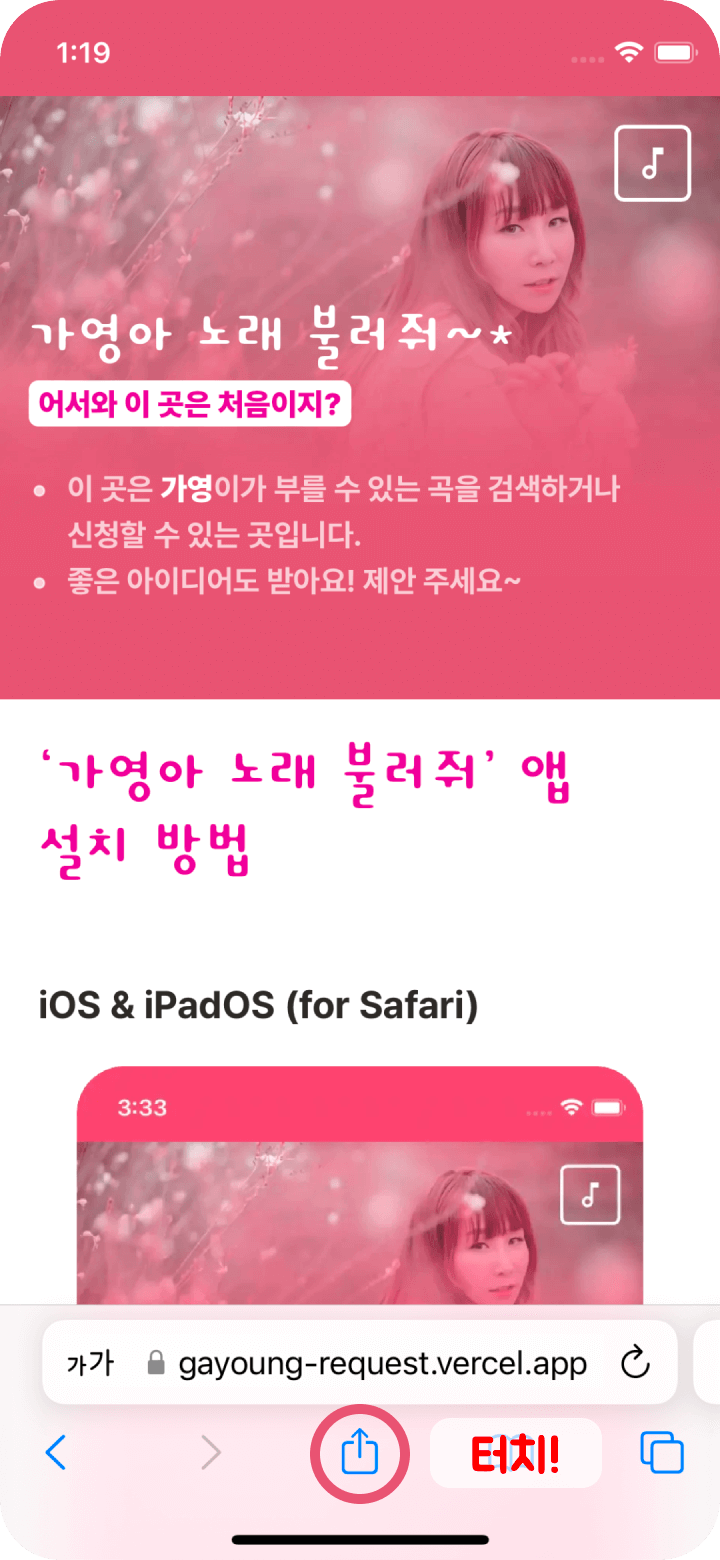 1:19
가영아 노래 불러줘~*
어서와 이 곳은 처음이지?
이 곳은 가영이가 부를 수 있는 곡을 검색하거나
신청할 수 있는 곳입니다.
좋은 아이디어도 받아요! 제안 주세요~
‘가영아 노래 불러줘’ 앱
설치 방법
iOS & iPadOS (for Safari)
3:33
가가 gayoung-request.vercel.app
터치!